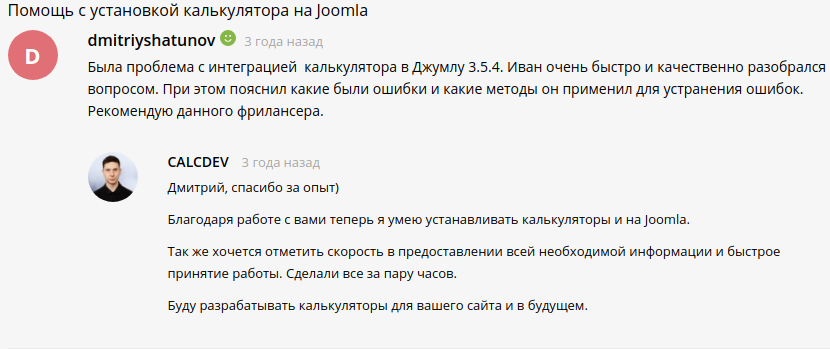 Помощь с установкой калькулятора на Joomla
D
dmitriyshatunov 3 года назад
Была проблема с интеграцией калькулятора в Джумлу 3.5.4. Иван очень быстро и качественно разобрался
вопросом. При этом пояснил какие были ошибки и какие методы он применил для устранения ошибок.
Рекомендую данного фрилансера.
CALCDEV 3 года назад
Дмитрий, спасибо за опыт)
Благодаря работе с вами теперь я умею устанавливать калькуляторы и на Joomla.
Так же хочется отметить скорость в предоставлении всей необходимой информации и быстрое
принятие работы. Сделали все за пару часов.
Буду разрабатывать калькуляторы для вашего сайта и в будущем.